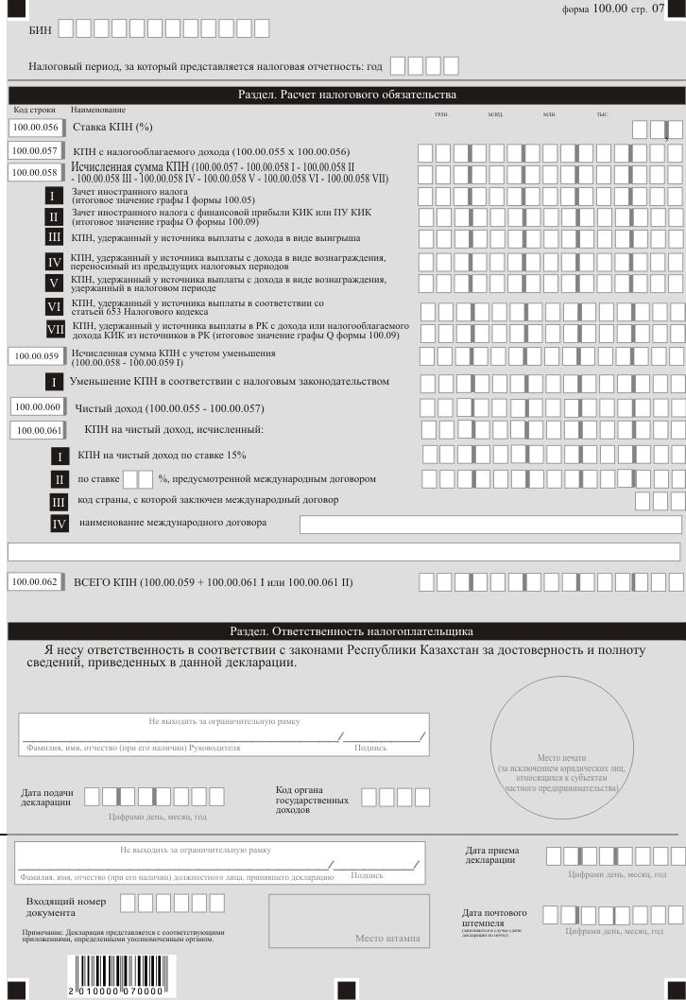 форма 100.00 стр. 07
БИН
Налоговый период, за который представляется налоговая отчетность: год
Раздел. Расчет налогового обязательства
Код строки Наименование
ТРЛН. МЛРД. МЛН. ТЫС.
100.00.056 Ставка КПН (%) ,
100.00.057 КПН с налогооблагаемого дохода (100.00.055 x 100.00.056)
100.00.058 Исчисленная сумма КПН (100.00.057 - 100.00.058 I - 100.00.058 II
- 100.00.058 III - 100.00.058 IV - 100.00.058 V - 100.00.058 VI - 100.00.058 VII)
I Зачет иностранного налога
(итоговое значение графы I формы 100.05)
II Зачет иностранного налога с финансовой прибыли КИК или ПУ КИК
(итоговое значение графы O формы 100.09)
III КПН, удержанный у источника выплаты с дохода в виде выигрыша
IV КПН, удержанный у источника выплаты с дохода в виде вознаграждения,
переносимый из предыдущих налоговых периодов
V КПН, удержанный у источника выплаты с дохода в виде вознаграждения,
удержанный в налоговом периоде
VI КПН, удержанный у источника выплаты в соответствии со
статьей 653 Налогового кодекса
VII КПН, удержанный у источника выплаты в РК с дохода или налогооблагаемого
дохода КИК из источников в РК (итоговое значение графы Q формы 100.09)
100.00.059 Исчисленная сумма КПН с учетом уменьшения
(100.00.058 - 100.00.059 I)
I Уменьшение КПН в соответствии с налоговым законодательством
100.00.060 Чистый доход (100.00.055 - 100.00.057)
100.00.061 КПН на чистый доход, исчисленный:
I КПН на чистый доход по ставке 15%
II по ставке %, предусмотренной международным договором
III код страны, с которой заключен международный договор
IV наименование международного договора
100.00.062 ВСЕГО КПН (100.00.059 + 100.00.061 I или 100.00.061 II)
Раздел. Ответственность налогоплательщика
Я несу ответственность в соответствии с законами Республики Казахстан за достоверность и полноту
сведений, приведенных в данной декларации.
Не выходить за ограничительную рамку
/ /
Фамилия, имя, отчество (при его наличии) Руководителя Подпись
Место печати
(за исключением юридических лиц,
относящихся к субъектам
частного предпринимательства)
Дата подачи
декларации
Цифрами день, месяц, год
Код органа
государственных
доходов
Не выходить за ограничительную рамку
/ /
Фамилия, имя, отчество (при его наличии) должностного лица, принявшего декларацию Подпись
Дата приема
декларации
Цифрами день, месяц, год
Входящий номер
документа
Место штампа
Дата почтового
штемпеля
(заполняется в случае сдачи
декларации по почте)
Цифрами день, месяц, год
Примечание. Декларация представляется с соответствующими
приложениями, определенными уполномоченным органом.
2 010000 070000